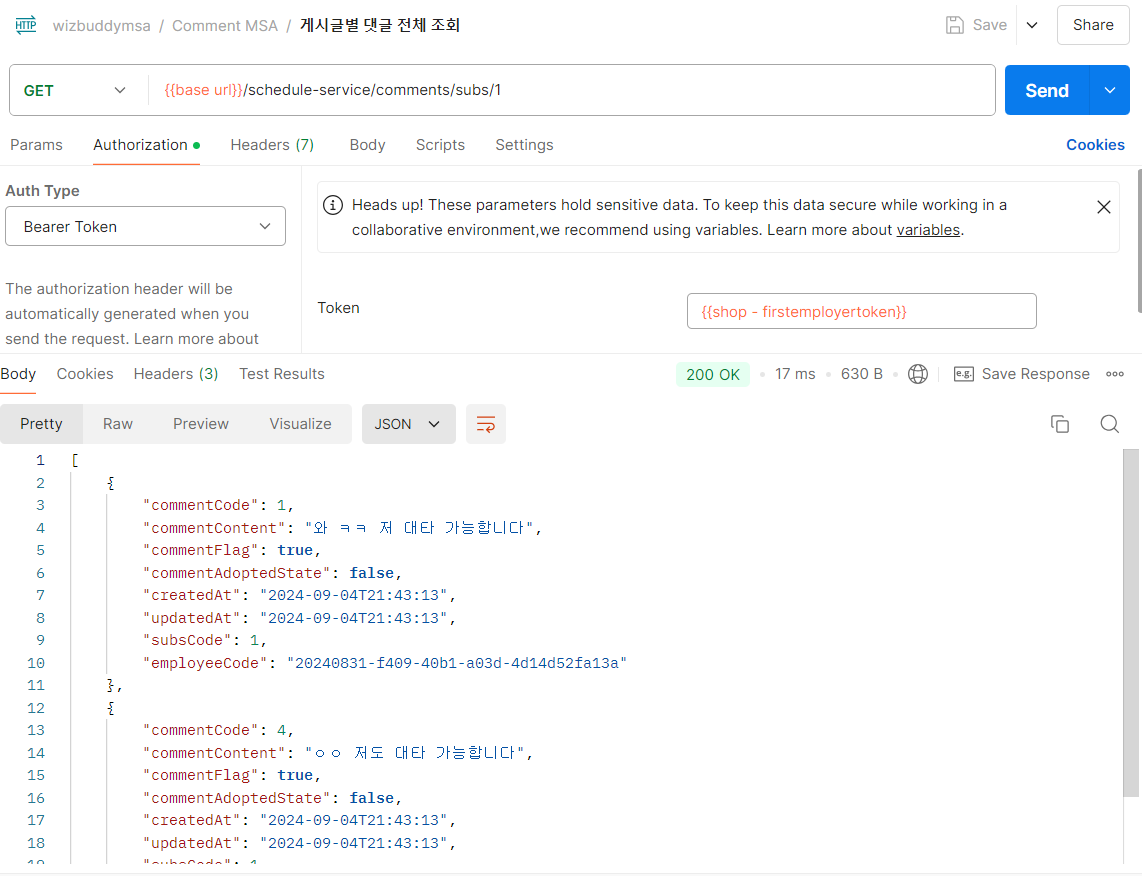 HTTP wizbuddymsa / Comment MSA / 게시글별 댓글 전체 조회 Save Share
GET {{base url}}/schedule-service/comments/subs/1 Send
Params Authorization Headers (7) Body Scripts Settings Cookies
Auth Type
Bearer Token
The authorization header will be
automatically generated when you
send the request. Learn more about
Heads up! These parameters hold sensitive data. To keep this data secure while working in a
collaborative environment,we recommend using variables. Learn more about variables.
Token {{shop - firstemployertoken}}
Body Cookies Headers (3) Test Results 200 OK 17 ms 630 B e.g. Save Response
Pretty Raw Preview Visualize JSON
1 [
2 {
3 "commentCode": 1,
4 "commentContent": "와 ㅋㅋ 저 대타 가능합니다",
5 "commentFlag": true,
6 "commentAdoptedState": false,
7 "createdAt": "2024-09-04T21:43:13",
8 "updatedAt": "2024-09-04T21:43:13",
9 "subsCode": 1,
10 "employeeCode": "20240831-f409-40b1-a03d-4d14d52fa13a"
11 },
12 {
13 "commentCode": 4,
14 "commentContent": "ㅇㅇ 저도 대타 가능합니다",
15 "commentFlag": true,
16 "commentAdoptedState": false,
17 "createdAt": "2024-09-04T21:43:13",
18 "updatedAt": "2024-09-04T21:43:13",
19 "subsCode": 1